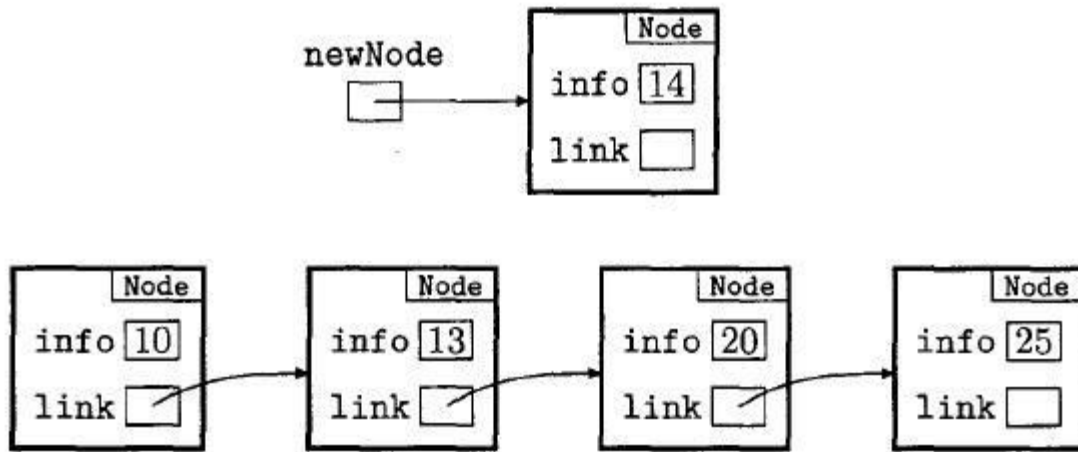 Node
newNode
info 14
link
Node Node Node Node
info 10 info 13 info 20 info 25
link link link link